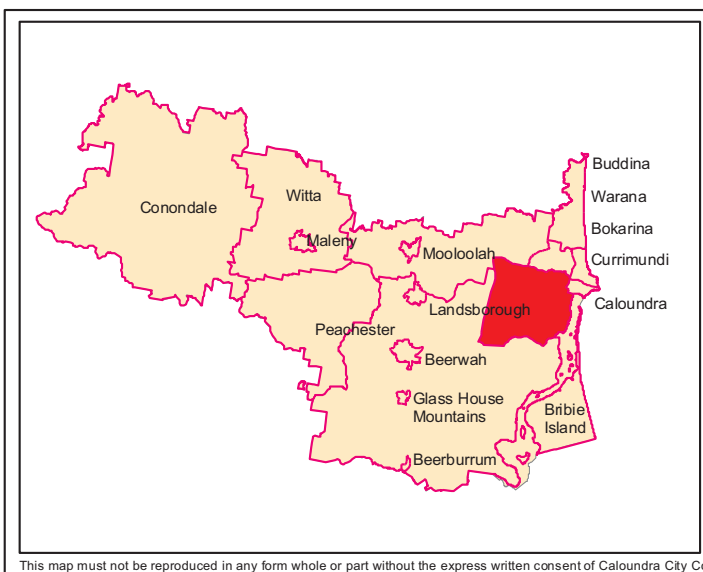 Buddina
Conondale
Witta
Warana
Maleny
Bokarina
Mooloolah
Currimundi
Landsborough
Caloundra
Peachester
Beerwah
Glass House
Mountains
Bribie
Island
Beerburrum
This map must not be reproduced in any form whole or part without the express written consent of Caloundra City Co